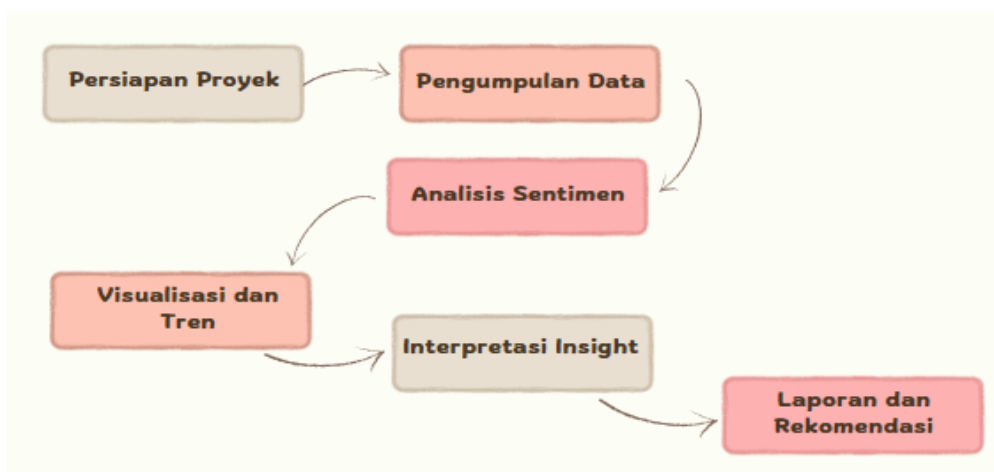 Persiapan Proyek
Pengumpulan Data
Analisis Sentimen
Visualisasi dan
Tren
Interpretasi Insight
Laporan dan
Rekomendasi